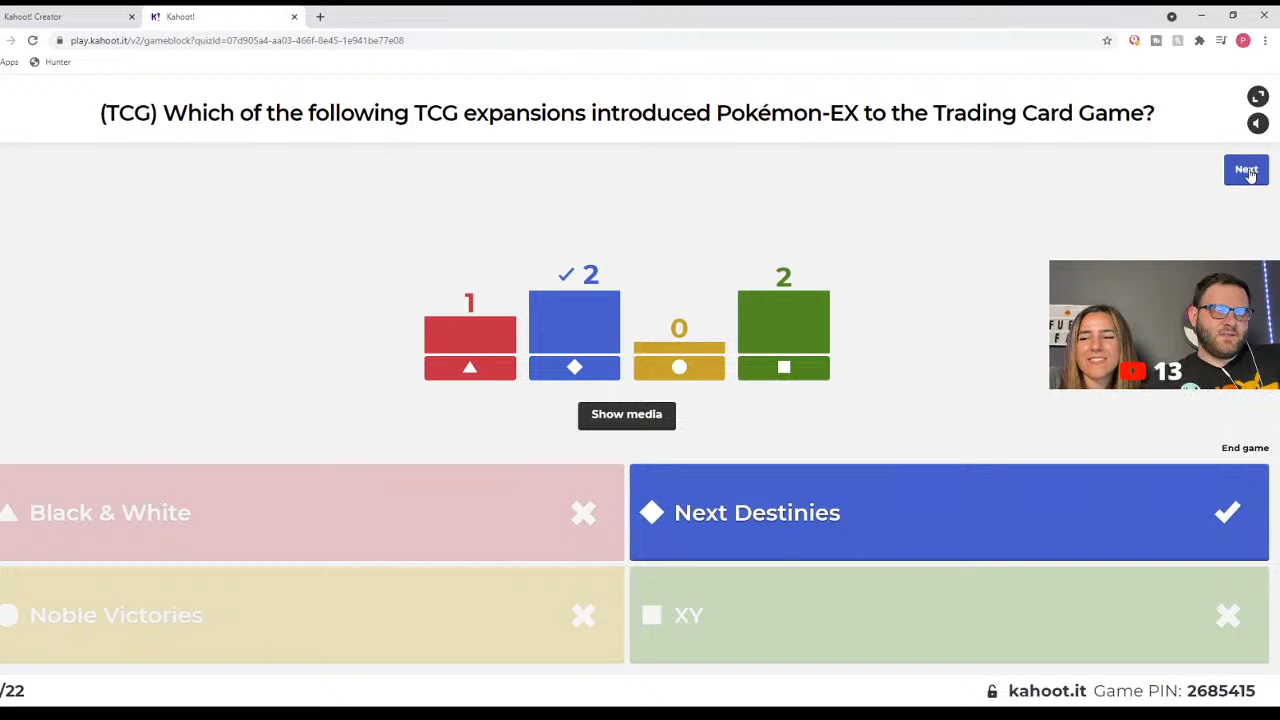 Kahoot! Creator
K! Kahoot!
play.kahoot.it/v2/gameblock?quizId=07d905a4-aa03-466f-8e45-1e941be77e08
P
Apps Hunter
(TCG) Which of the following TCG expansions introduced Pokémon-EX to the Trading Card Game?
Next
1
2
0
2
FU
F
13
Show media
End game
Black & White
Next Destinies
Noble Victories
XY
/22
kahoot.it Game PIN: 2685415